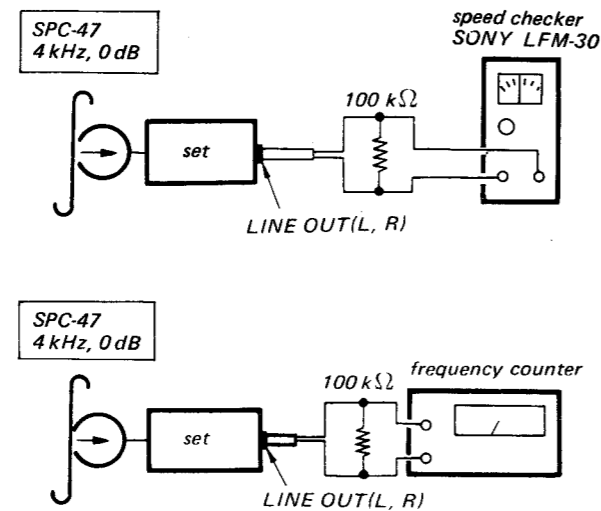 SPC-47
4 kHz, 0 dB
speed checker
SONY LFM-30
100 kΩ
set
LINE OUT(L, R)
SPC-47
4 kHz, 0 dB
frequency counter
100 kΩ
set
LINE OUT(L, R)